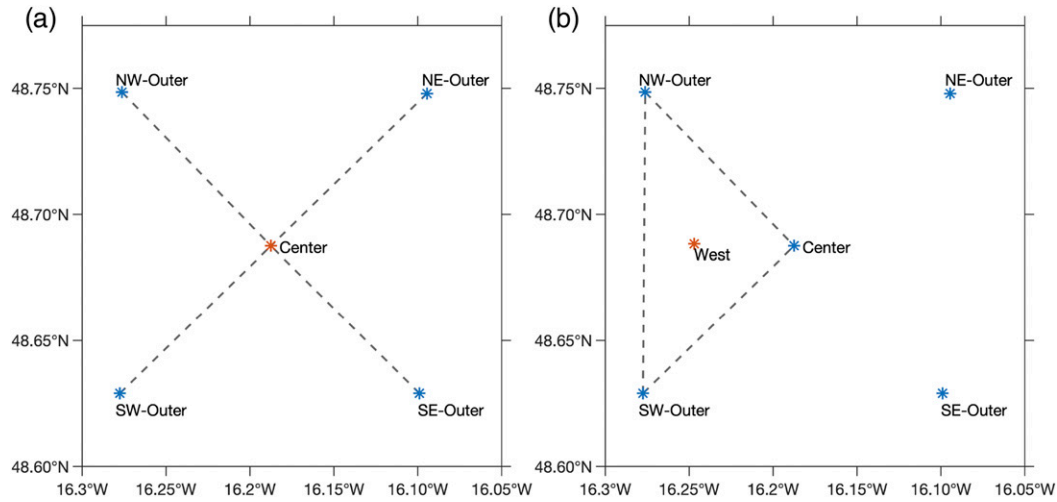 (a)
NW-Outer
NE-Outer
48.75°N
48.70°N
Center
48.65°N
SW-Outer
SE-Outer
48.60°N
16.3°W 16.25°W 16.2°W 16.15°W 16.10°W 16.05°W
(b)
NW-Outer
NE-Outer
48.75°N
48.70°N
Center
West
48.65°N
SW-Outer
SE-Outer
48.60°N
16.3°W 16.25°W 16.2°W 16.15°W 16.10°W 16.05°W